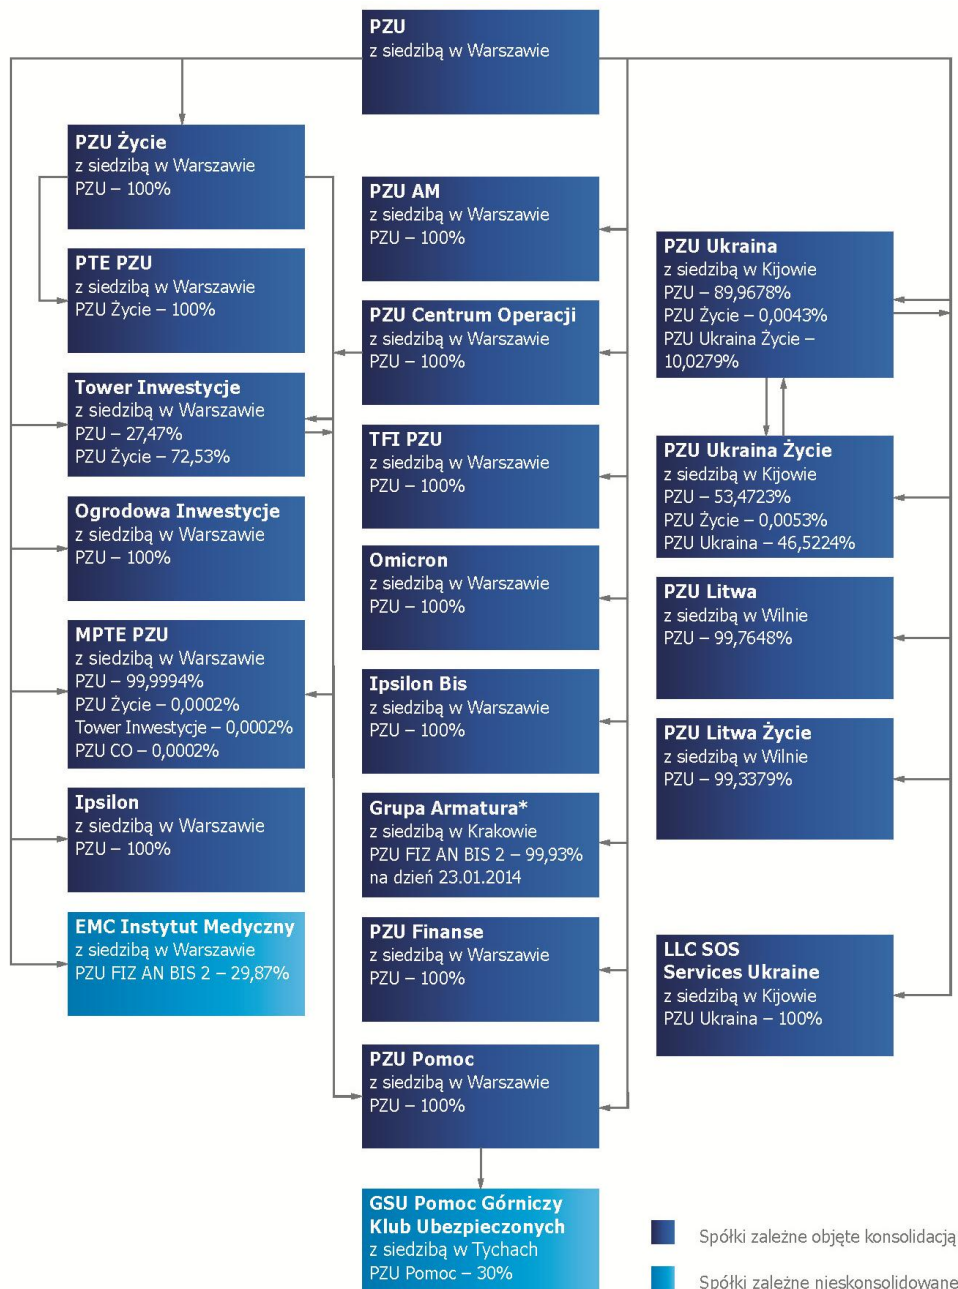 PZU
z siedzibą w Warszawie
PZU Życie
z siedzibą w Warszawie
PZU – 100%
PTE PZU
z siedzibą w Warszawie
PZU Życie – 100%
Tower Inwestycje
z siedzibą w Warszawie
PZU – 27,47%
PZU Życie – 72,53%
Ogrodowa Inwestycje
z siedzibą w Warszawie
PZU – 100%
MPTE PZU
z siedzibą w Warszawie
PZU – 99,9994%
PZU Życie – 0,0002%
Tower Inwestycje – 0,0002%
PZU CO – 0,0002%
Ipsilon
z siedzibą w Warszawie
PZU – 100%
EMC Instytut Medyczny
z siedzibą w Warszawie
PZU FIZ AN BIS 2 – 29,87%
PZU AM
z siedzibą w Warszawie
PZU – 100%
PZU Centrum Operacji
z siedzibą w Warszawie
PZU – 100%
TFI PZU
z siedzibą w Warszawie
PZU – 100%
Omicron
z siedzibą w Warszawie
PZU – 100%
Ipsilon Bis
z siedzibą w Warszawie
PZU – 100%
Grupa Armatura*
z siedzibą w Krakowie
PZU FIZ AN BIS 2 – 99,93%
na dzień 23.01.2014
PZU Finanse
z siedzibą w Warszawie
PZU – 100%
PZU Pomoc
z siedzibą w Warszawie
PZU – 100%
GSU Pomoc Górniczy
Klub Ubezpieczonych
z siedzibą w Tychach
PZU Pomoc – 30%
PZU Ukraina
z siedzibą w Kijowie
PZU – 89,9678%
PZU Życie – 0,0043%
PZU Ukraina Życie –
10,0279%
PZU Ukraina Życie
z siedzibą w Kijowie
PZU – 53,4723%
PZU Życie – 0,0053%
PZU Ukraina – 46,5224%
PZU Litwa
z siedzibą w Wilnie
PZU – 99,7648%
PZU Litwa Życie
z siedzibą w Wilnie
PZU – 99,3379%
LLC SOS
Services Ukraine
z siedzibą w Kijowie
PZU Ukraina – 100%
Spółki zależne objęte konsolidacją
Spółki zależne nieskonsolidowane